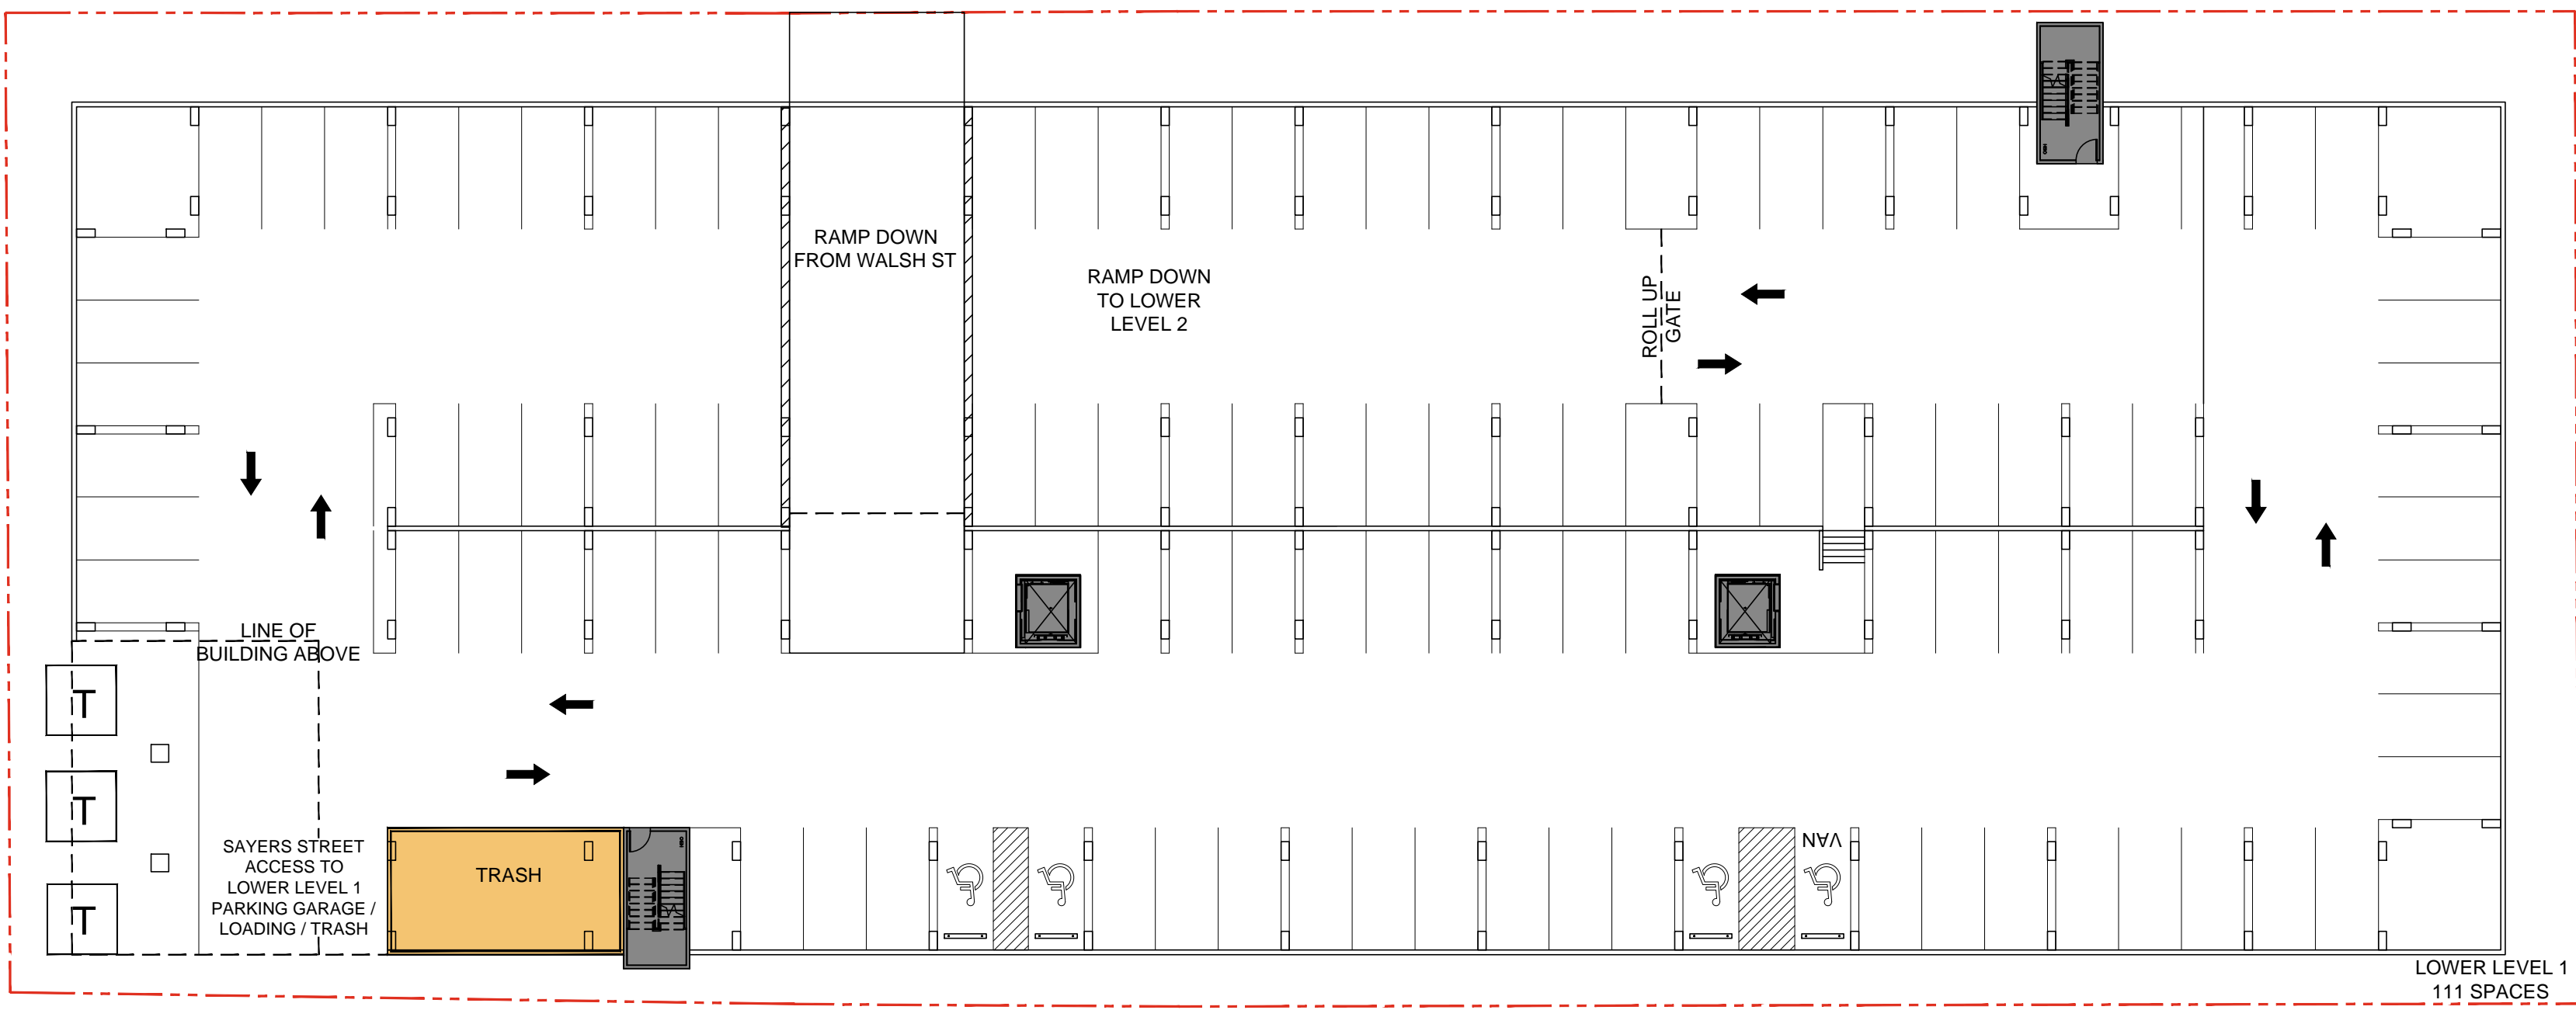 RAMP DOWN
FROM WALSH ST
RAMP DOWN
TO LOWER
LEVEL 2
ROLL UP
GATE
LINE OF
BUILDING ABOVE
T
T
T
SAYERS STREET
ACCESS TO
LOWER LEVEL 1
PARKING GARAGE /
LOADING / TRASH
TRASH
VAN
LOWER LEVEL 1
111 SPACES